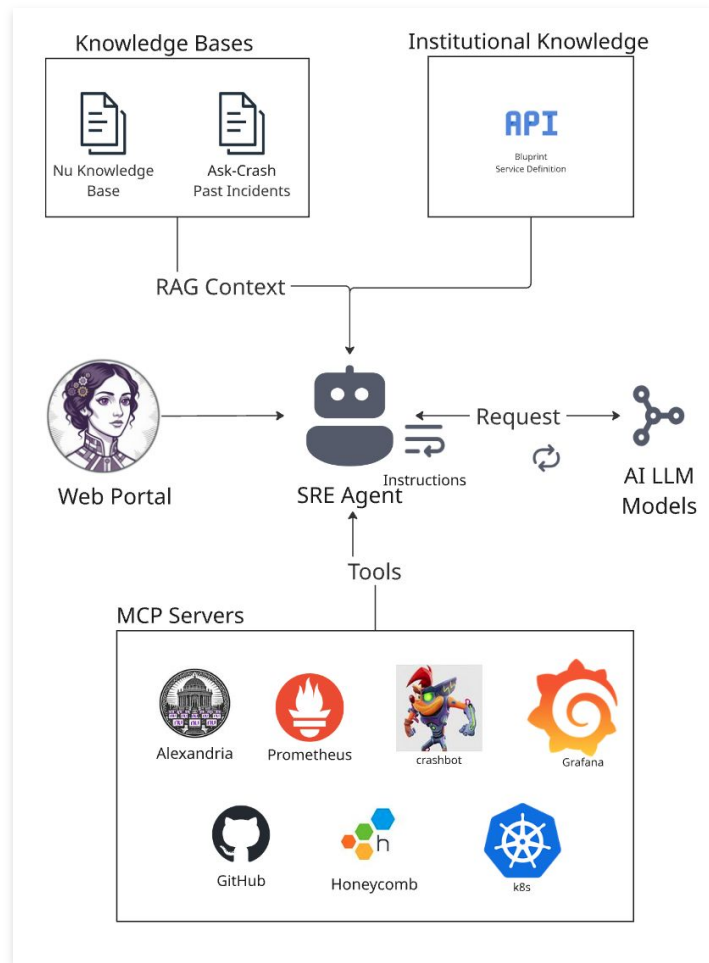 Knowledge Bases
Institutional Knowledge
Nu Knowledge
Base
Ask-Crash
Past Incidents
API
Bluprint
Service Definition
RAG Context
Web Portal
SRE Agent
Instructions
Request
AI LLM
Models
Tools
MCP Servers
Alexandria
Prometheus
crashbot
Grafana
GitHub
h
Honeycomb
k8s